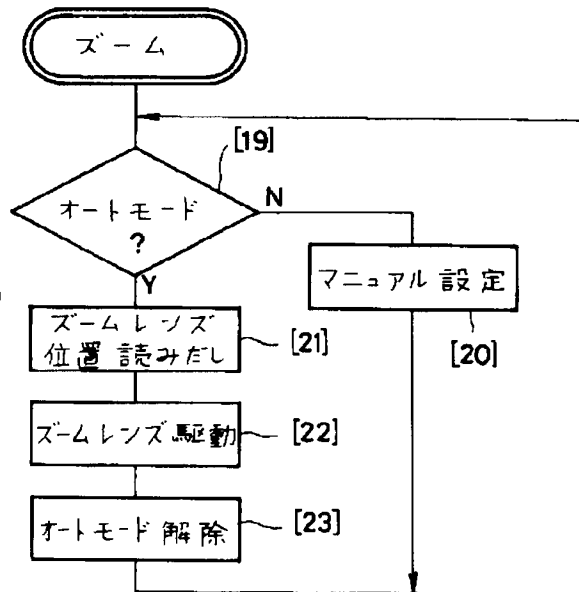 ズーム
[19]
オートモード
?
N
Y
マニュアル設定
[20]
ズームレンズ
位置読みだし
[21]
ズームレンズ駆動
[22]
オートモード解除
[23]